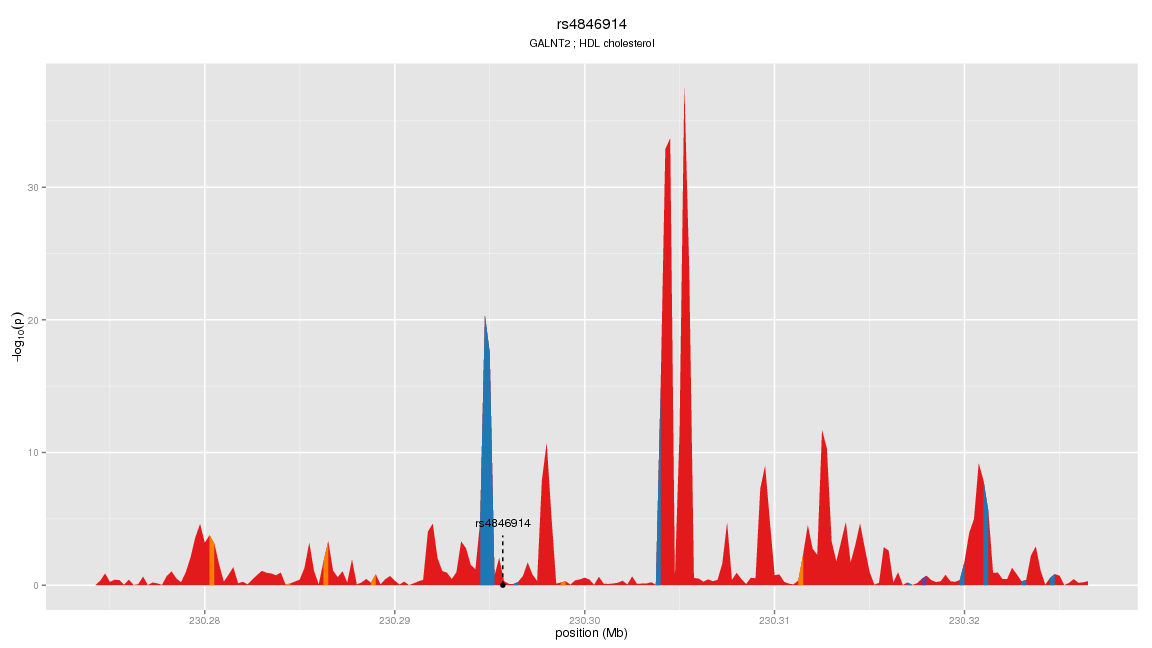 rs4846914
GALNT2 ; HDL cholesterol
30
20
10
0
−log10(p)
rs4846914
230.28
230.29
230.30
230.31
230.32
position (Mb)